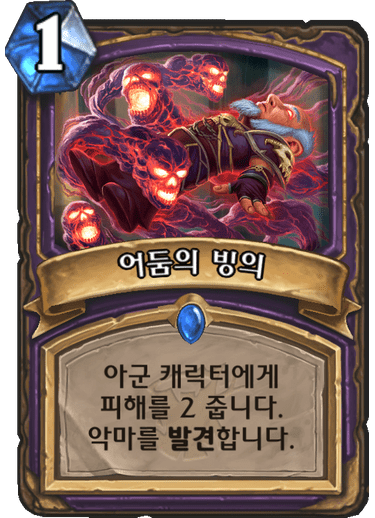 1
어둠의 빙의
아군 캐릭터에게
피해를 2 줍니다.
악마를 발견합니다.